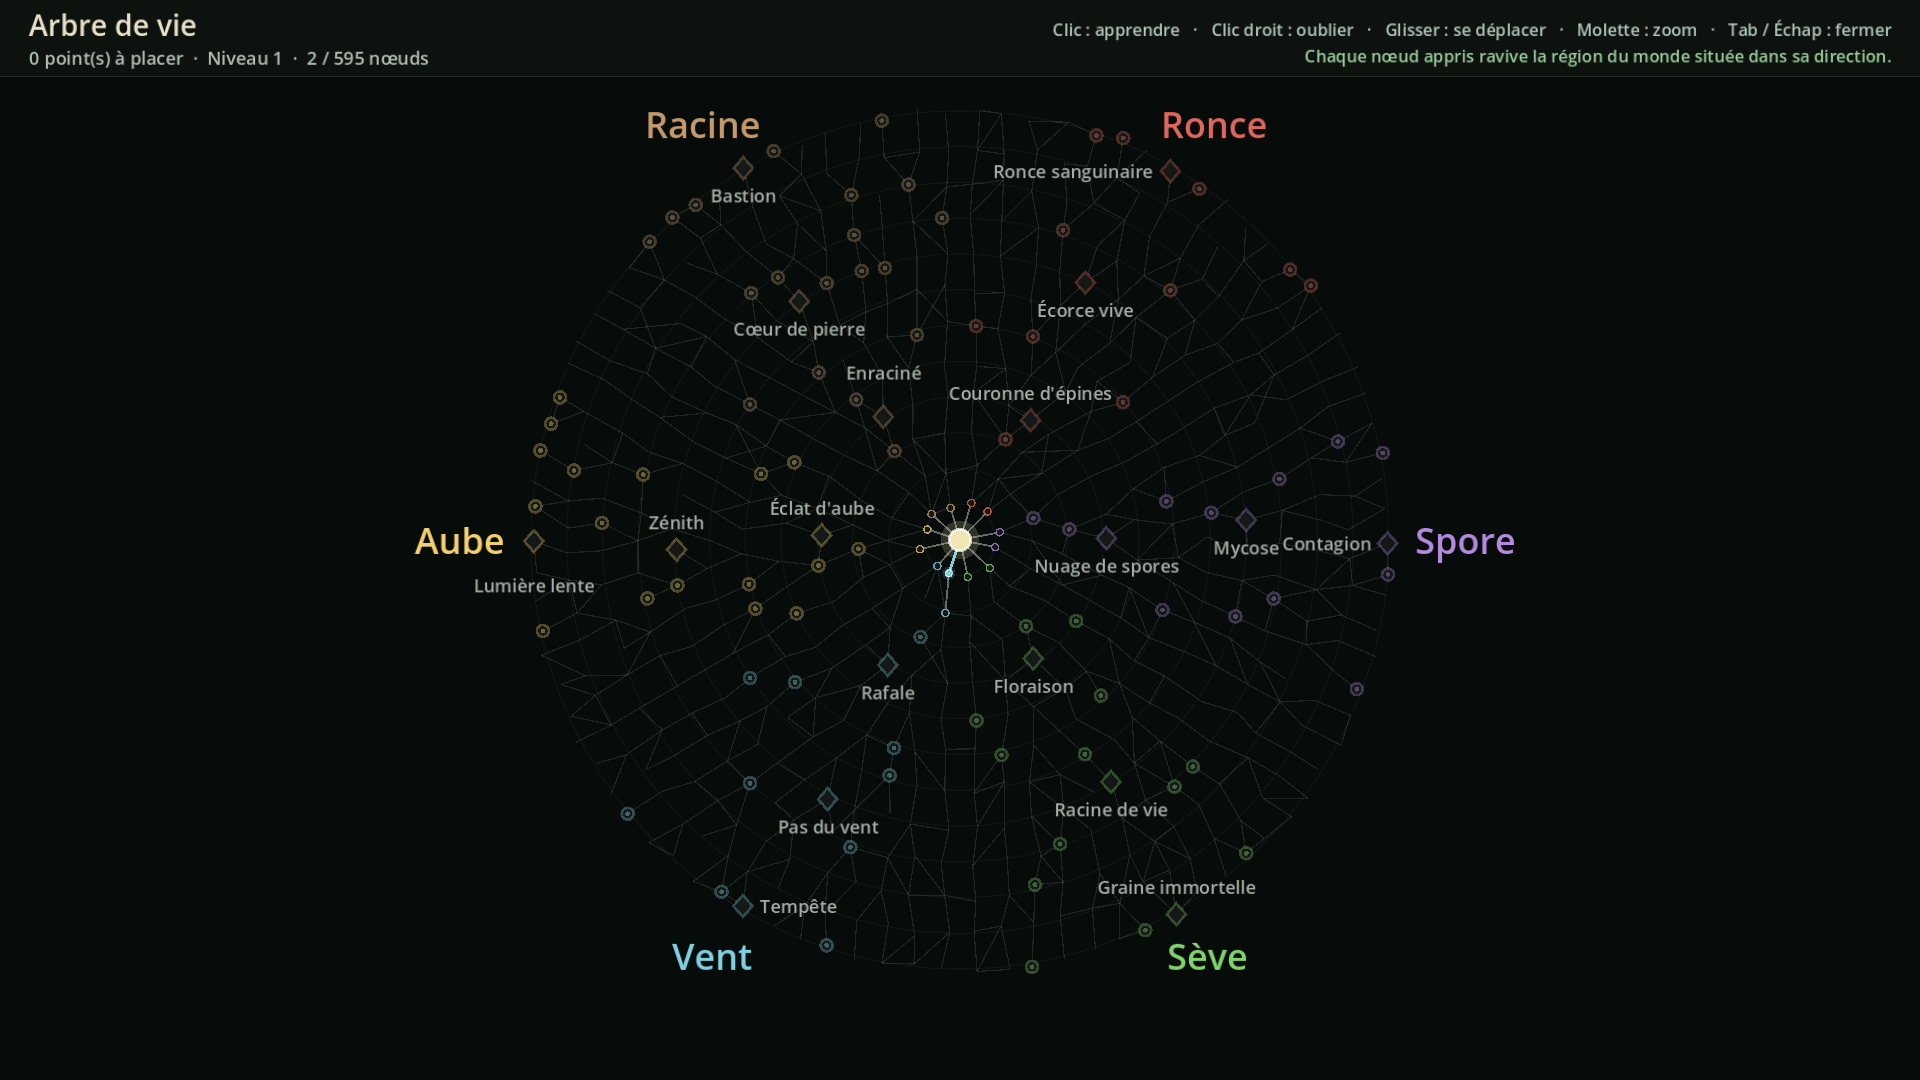 Arbre de vie
0 point(s) à placer · Niveau 1 · 2 / 595 nœuds
Clic : apprendre · Clic droit : oublier · Glisser : se déplacer · Molette : zoom · Tab / Échap : fermer
Chaque nœud appris ravive la région du monde située dans sa direction.
Racine
Ronce
Ronce sanguinaire
Bastion
Écorce vive
Cœur de pierre
Enraciné
Couronne d'épines
Éclat d'aube
Zénith
Aube
Mycose
Contagion
Spore
Nuage de spores
Lumière lente
Rafale
Floraison
Racine de vie
Pas du vent
Graine immortelle
Tempête
Vent
Sève